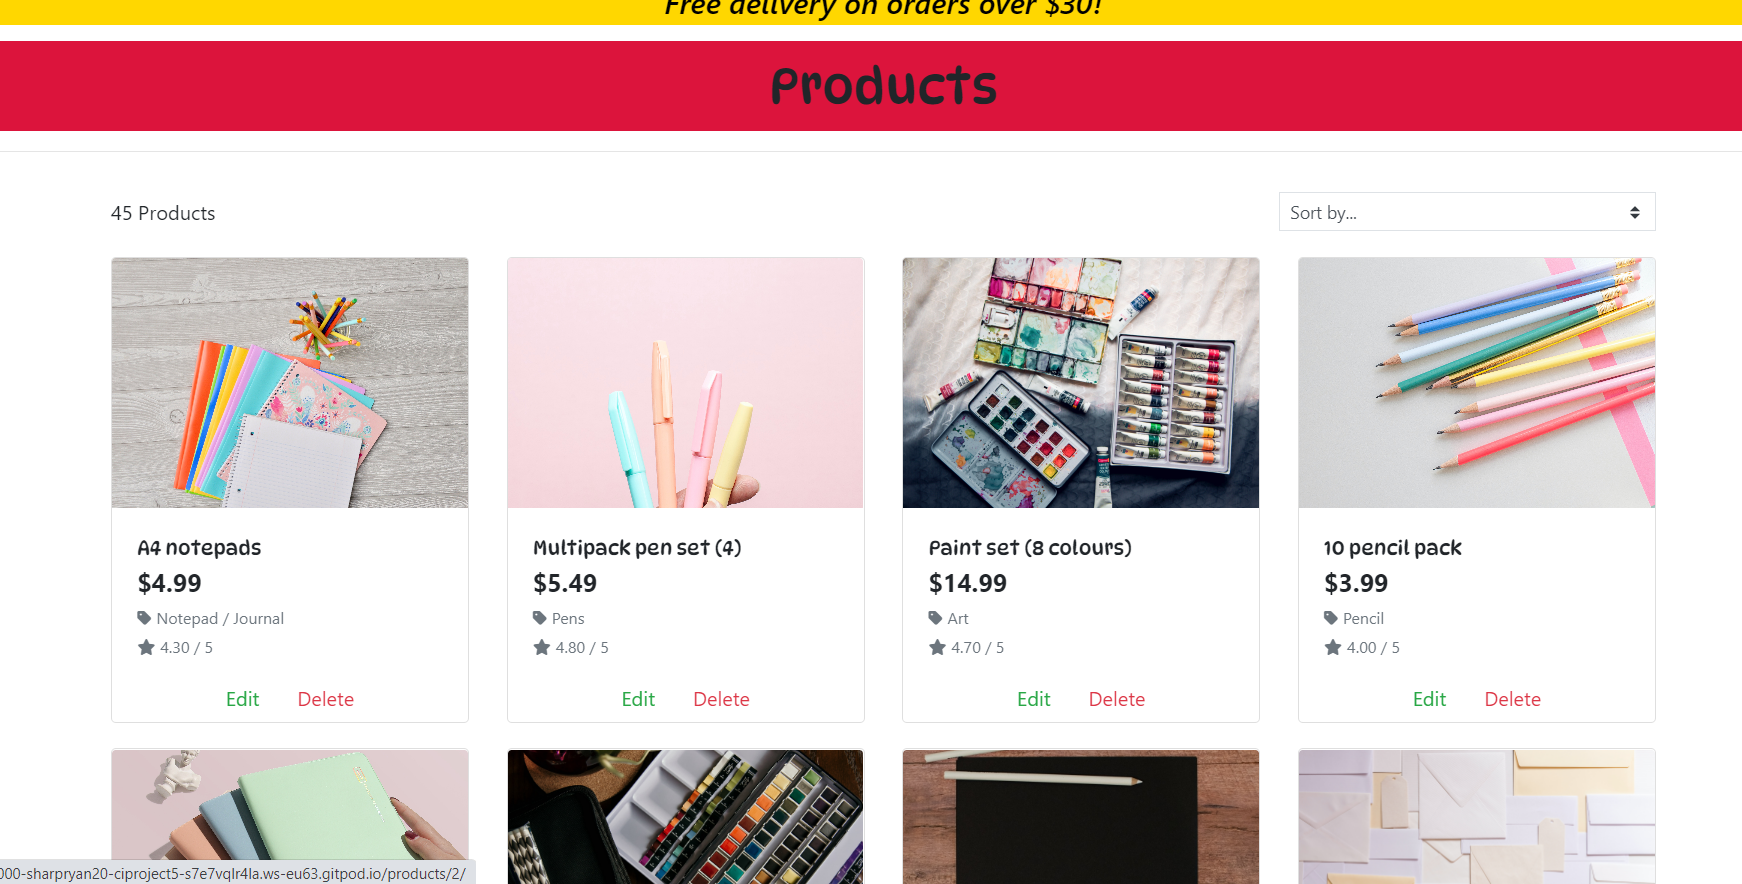 Free delivery on orders over $30!
Products
45 Products
Sort by...
A4 notepads
$4.99
Notepad / Journal
4.30 / 5
Edit Delete
Multipack pen set (4)
$5.49
Pens
4.80 / 5
Edit Delete
Paint set (8 colours)
$14.99
Art
4.70 / 5
Edit Delete
10 pencil pack
$3.99
Pencil
4.00 / 5
Edit Delete
000-sharpryan20-ciproject5-s7e7vqlr4la.ws-eu63.gitpod.io/products/2/